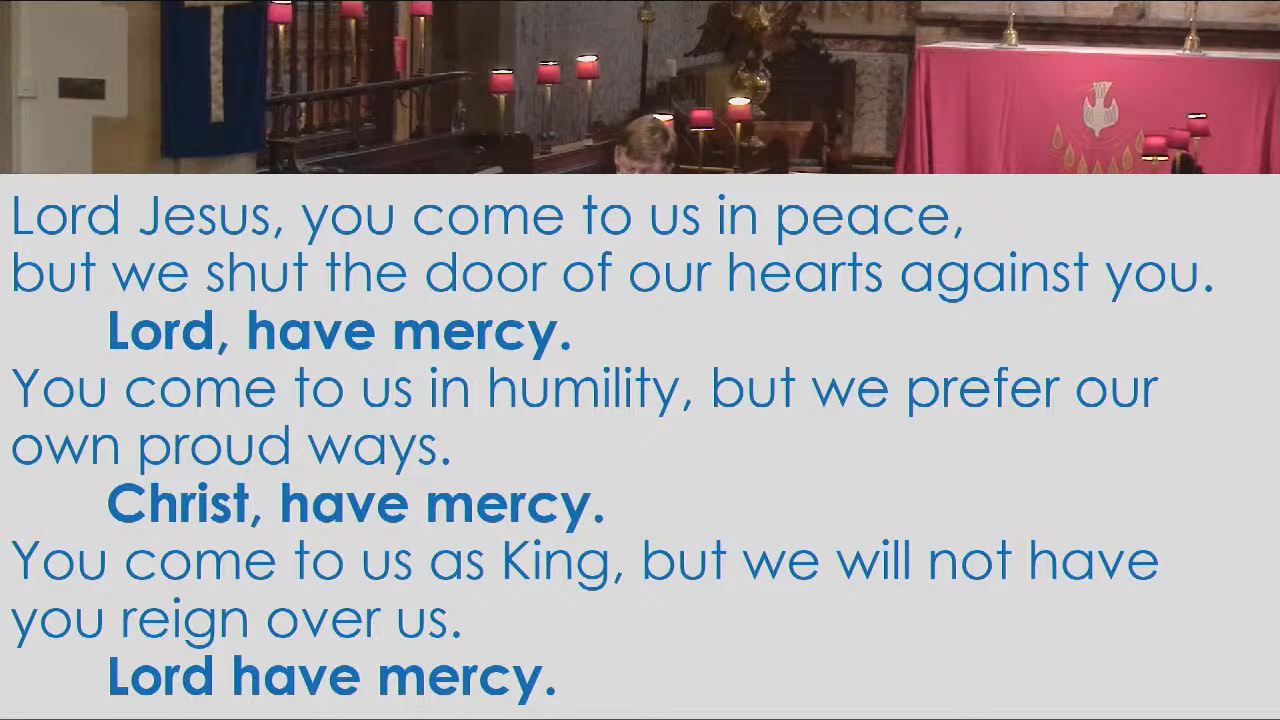 Lord Jesus, you come to us in peace,
but we shut the door of our hearts against you.
Lord, have mercy.
You come to us in humility, but we prefer our
own proud ways.
Christ, have mercy.
You come to us as King, but we will not have
you reign over us.
Lord have mercy.